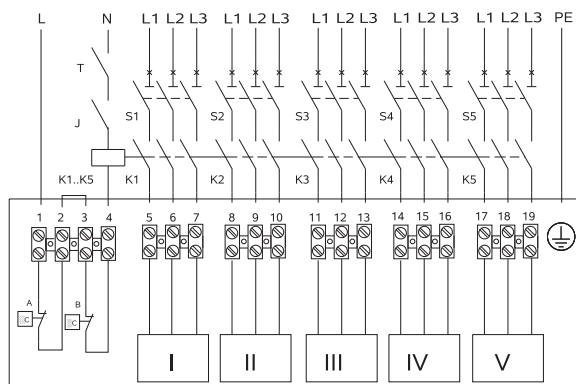 L N L1 L2 L3 L1 L2 L3 L1 L2 L3 L1 L2 L3 L1 L2 L3 PE
T
S1 S2 S3 S4 S5
J
K1..K5 K1 K2 K3 K4 K5
1 2 3 4 5 6 7 8 9 10 11 12 13 14 15 16 17 18 19
A B
C C
I II III IV V